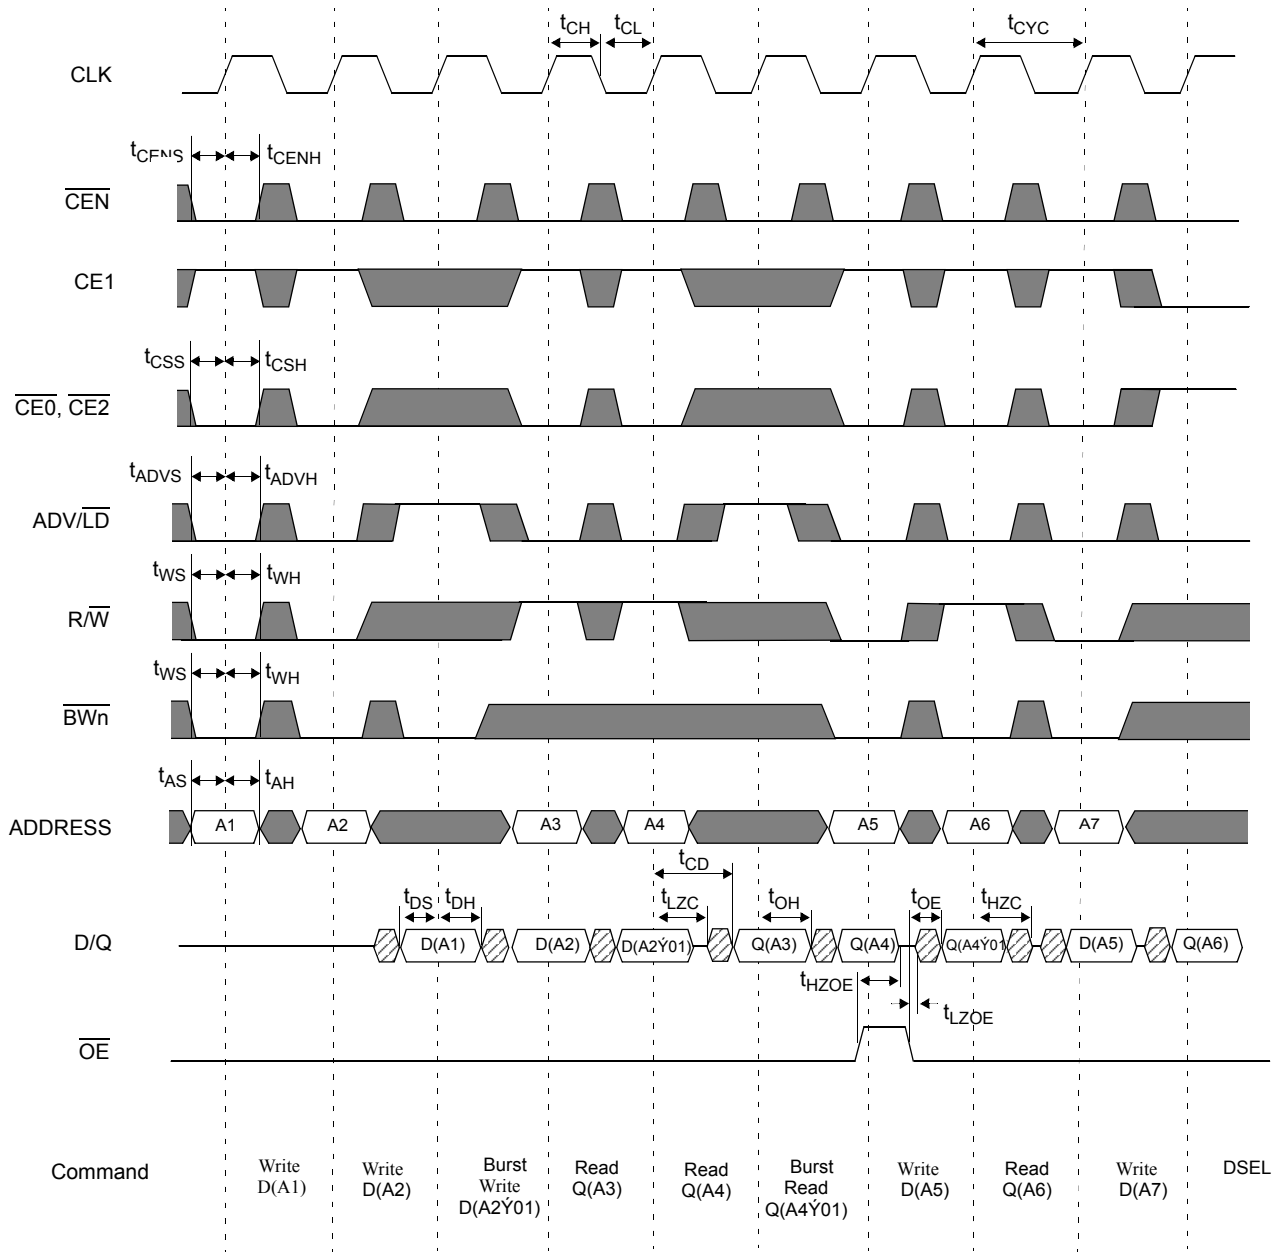 tCH tCL tCYC
CLK
tCENS tCENH
CEN
CE1
tCSS tCSH
CE0, CE2
tADVS tADVH
ADV/LD
tWS tWH
R/W
tWS tWH
BWn
tAS tAH
ADDRESS A1 A2 A3 A4 A5 A6 A7
tCD
tDS tDH tLZC tOH tOE tHZC
D/Q D(A1) D(A2) D(A2Ý01) Q(A3) Q(A4) Q(A4Ý01 D(A5) Q(A6)
tHZOE
tLZOE
OE
Command
Write
D(A1)
Write
D(A2)
Burst
Write
D(A2Ý01)
Read
Q(A3)
Read
Q(A4)
Burst
Read
Q(A4Ý01)
Write
D(A5)
Read
Q(A6)
Write
D(A7)
DSEL